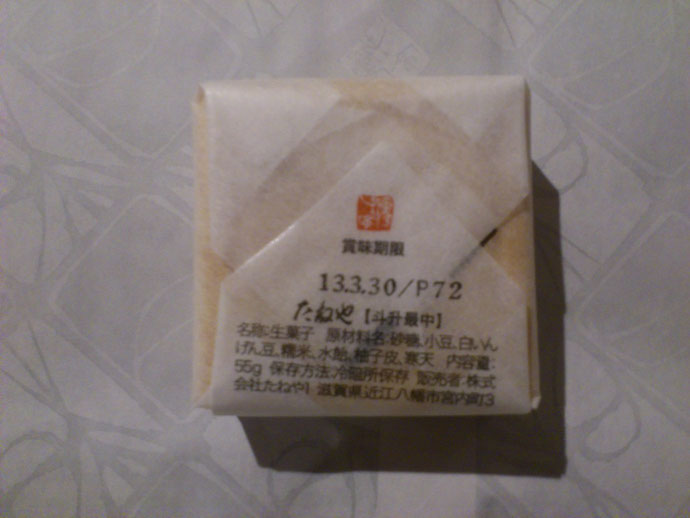 賞味期限
13.3.30/P72
たねや【斗升最中】
名称:生菓子 原材料名:砂糖､小豆､白いん
げん豆､糯米､水飴､柚子皮､寒天 内容量:
55g 保存方法:冷暗所保存 販売者:株式
会社たねや1 滋賀県近江八幡市宮内町3